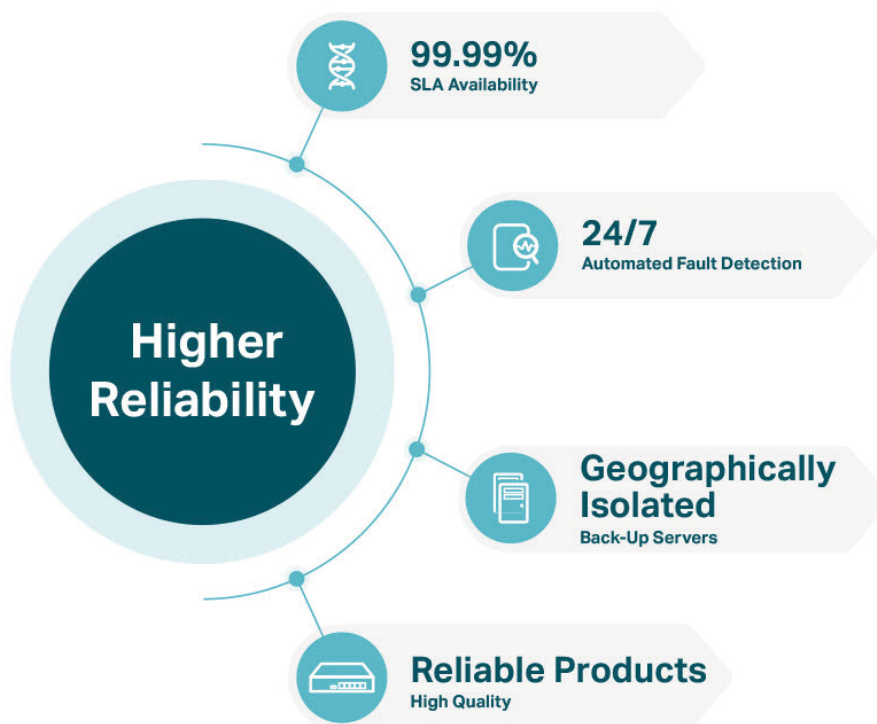 99.99%
SLA Availability
24/7
Automated Fault Detection
Higher
Reliability
Geographically
Isolated
Back-Up Servers
Reliable Products
High Quality